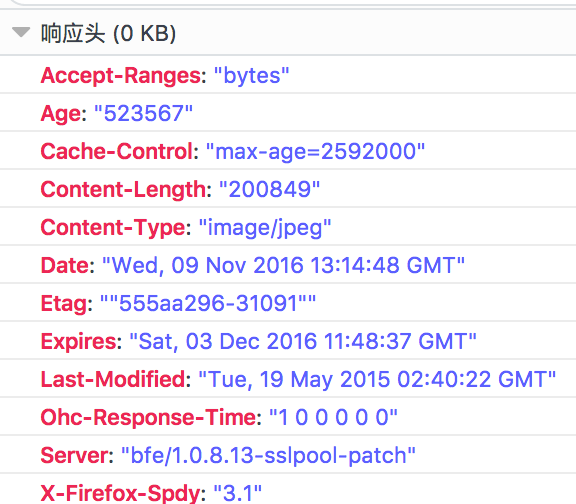 响应头 (0 KB)
Accept-Ranges: "bytes"
Age: "523567"
Cache-Control: "max-age=2592000"
Content-Length: "200849"
Content-Type: "image/jpeg"
Date: "Wed, 09 Nov 2016 13:14:48 GMT"
Etag: ""555aa296-31091""
Expires: "Sat, 03 Dec 2016 11:48:37 GMT"
Last-Modified: "Tue, 19 May 2015 02:40:22 GMT"
Ohc-Response-Time: "1 0 0 0 0 0"
Server: "bfe/1.0.8.13-sslpool-patch"
X-Firefox-Spdy: "3.1"